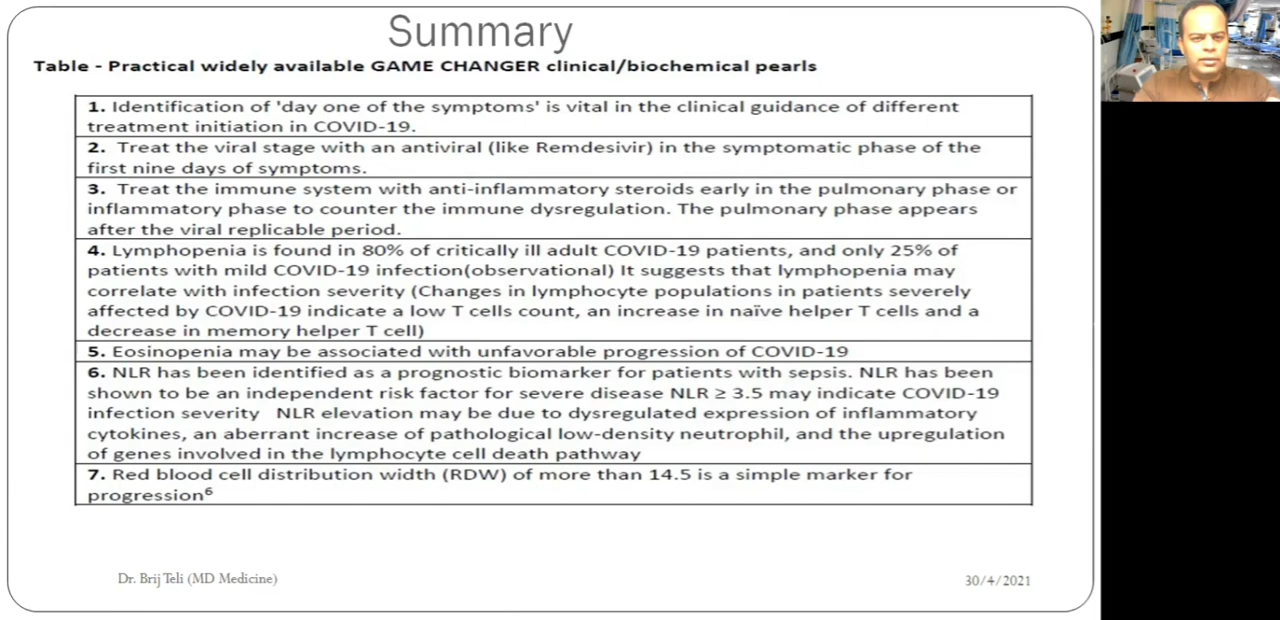 Summary
Table - Practical widely available GAME CHANGER clinical/biochemical pearls
1. Identification of 'day one of the symptoms' is vital in the clinical guidance of different
treatment initiation in COVID-19.
2. Treat the viral stage with an antiviral (like Remdesivir) in the symptomatic phase of the
first nine days of symptoms.
3. Treat the immune system with anti-inflammatory steroids early in the pulmonary phase or
inflammatory phase to counter the immune dysregulation. The pulmonary phase appears
after the viral replicable period.
4. Lymphopenia is found in 80% of critically ill adult COVID-19 patients, and only 25% of
patients with mild COVID-19 infection(observational) It suggests that lymphopenia may
correlate with infection severity (Changes in lymphocyte populations in patients severely
affected by COVID-19 indicate a low T cells count, an increase in naïve helper T cells and a
decrease in memory helper T cell)
5. Eosinopenia may be associated with unfavorable progression of COVID-19
6. NLR has been identified as a prognostic biomarker for patients with sepsis. NLR has been
shown to be an independent risk factor for severe disease NLR ≥ 3.5 may indicate COVID-19
infection severity NLR elevation may be due to dysregulated expression of inflammatory
cytokines, an aberrant increase of pathological low-density neutrophil, and the upregulation
of genes involved in the lymphocyte cell death pathway
7. Red blood cell distribution width (RDW) of more than 14.5 is a simple marker for
progression⁶
Dr. Brij Teli (MD Medicine)
30/4/2021